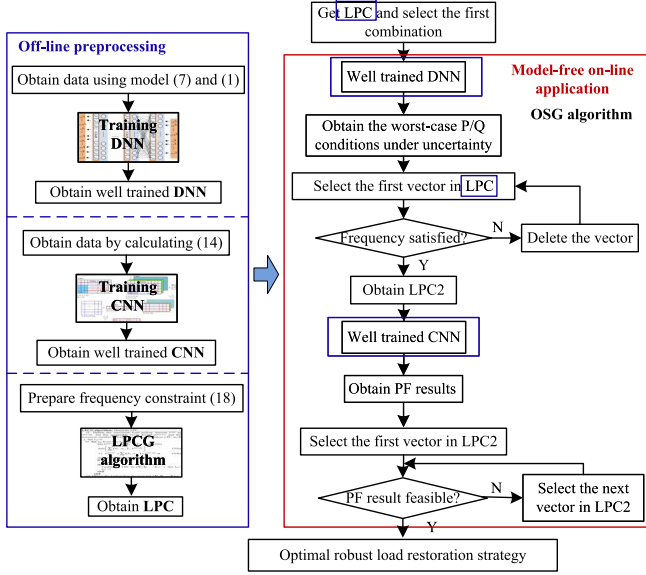 Off-line preprocessing
Obtain data using model (7) and (1)
Training
DNN
Obtain well trained DNN
Obtain data by calculating (14)
Training
CNN
Obtain well trained CNN
Prepare frequency constraint (18)
LPCG
algorithm
Obtain LPC
Get LPC and select the first
combination
Model-free on-line
application
OSG algorithm
Well trained DNN
Obtain the worst-case P/Q
conditions under uncertainty
Select the first vector in LPC
Frequency satisfied?
N
Delete the vector
Y
Obtain LPC2
Well trained CNN
Obtain PF results
Select the first vector in LPC2
PF result feasible?
N
Select the next
vector in LPC2
Y
Optimal robust load restoration strategy